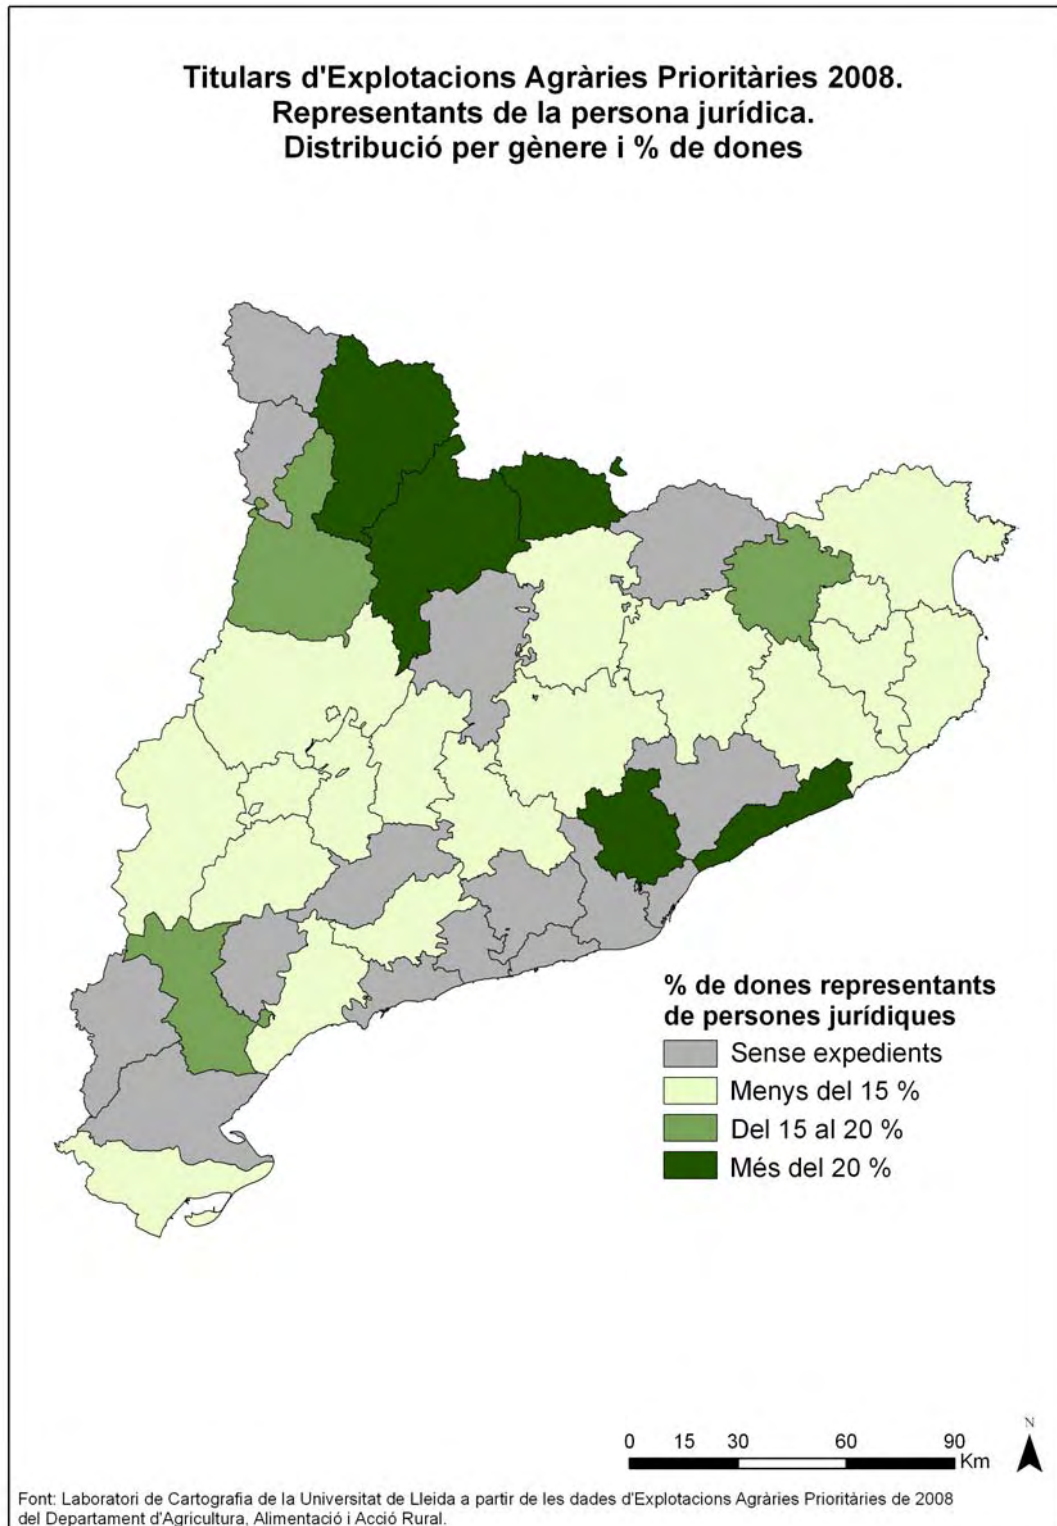 Titulars d'Explotacions Agràries Prioritàries 2008.
Representants de la persona jurídica.
Distribució per gènere i % de dones
% de dones representants
de persones jurídiques
Sense expedients
Menys del 15 %
Del 15 al 20 %
Més del 20 %
N
0 15 30 60 90
Km
Font: Laboratori de Cartografia de la Universitat de Lleida a partir de les dades d'Explotacions Agràries Prioritàries de 2008
del Departament d'Agricultura, Alimentació i Acció Rural.